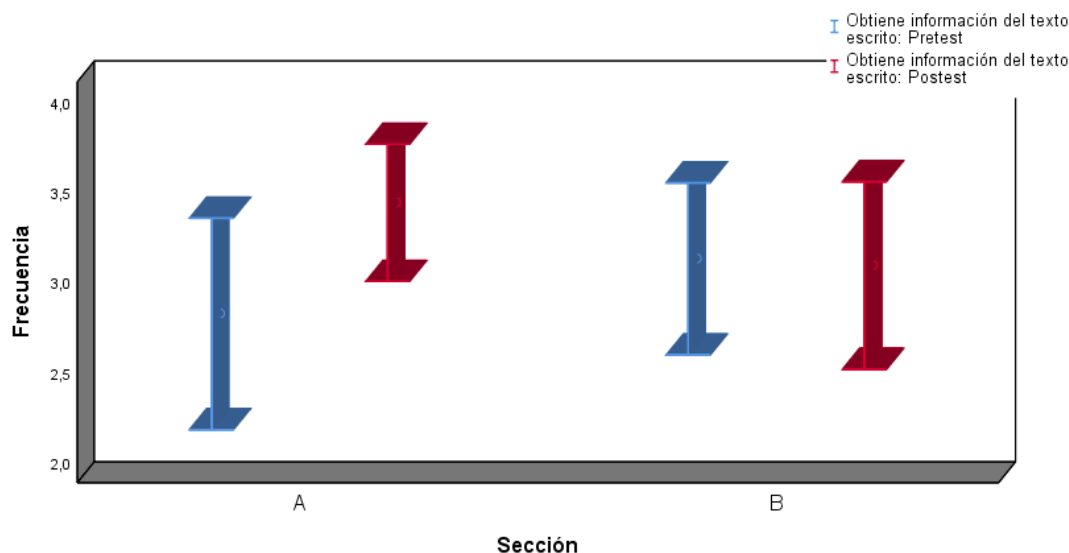 Obtiene información del texto
escrito: Pretest
Obtiene información del texto
escrito: Postest
4,0
3,5
3,0
2,5
2,0
Frecuencia
A
B
Sección